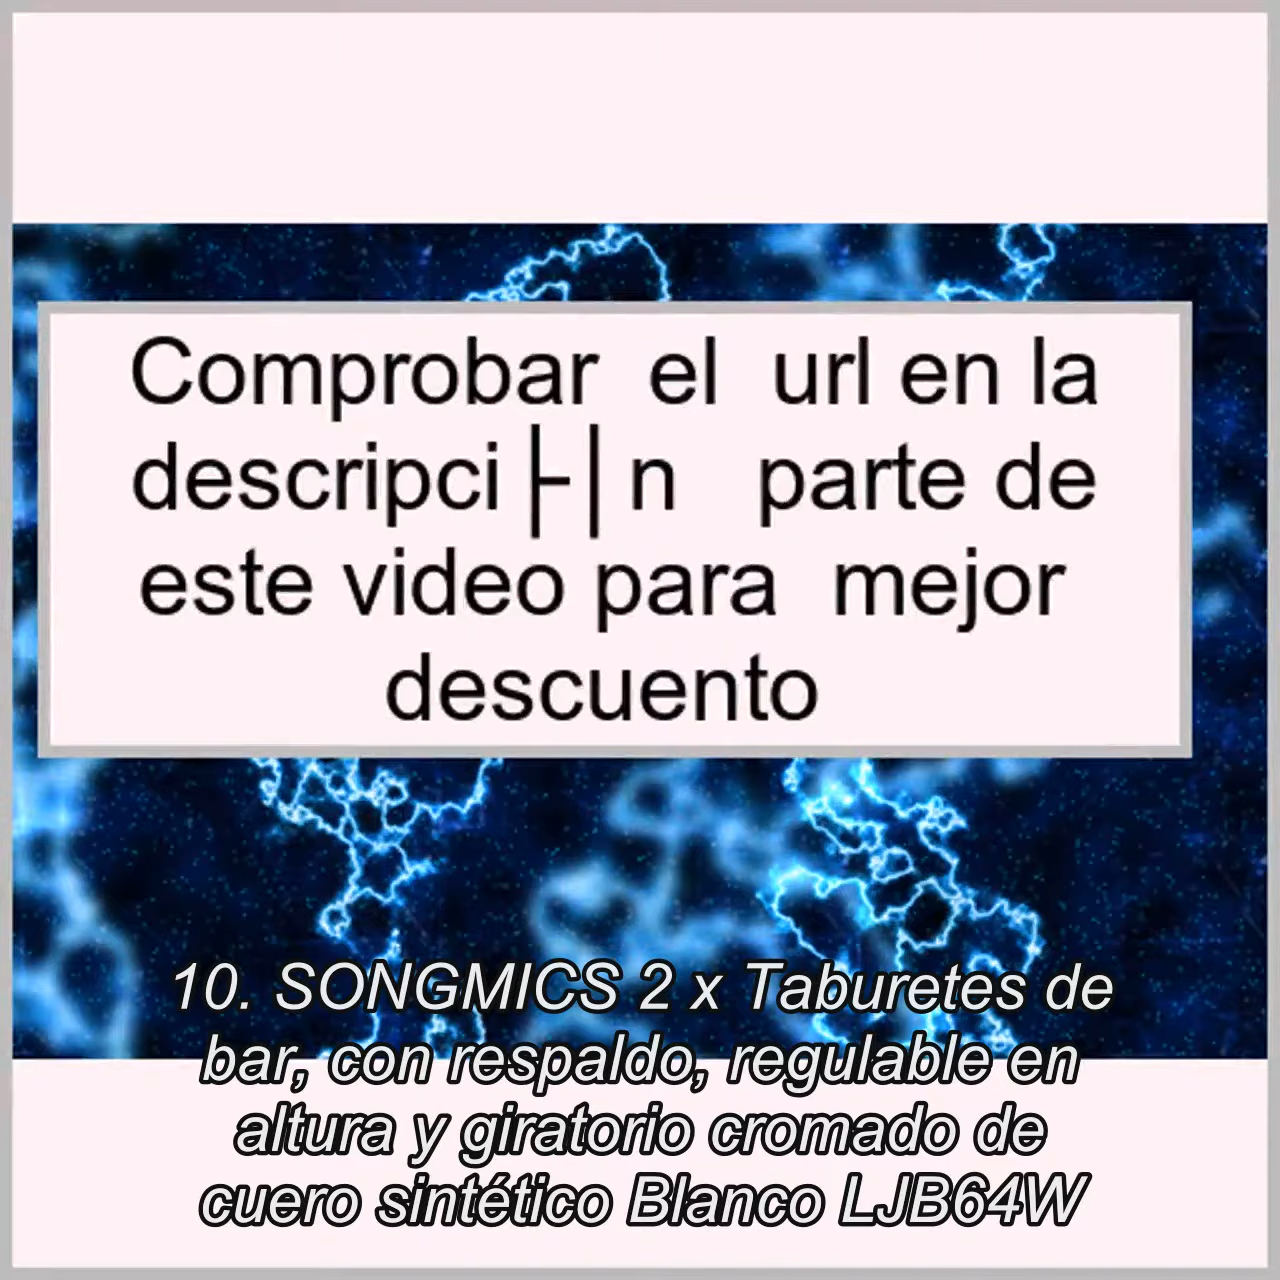 Comprobar el url en la
descripci├│n parte de
este video para mejor
descuento
10. SONGMICS 2 x Taburetes de
bar, con respaldo, regulable en
altura y giratorio cromado de
cuero sintético Blanco LJB64W